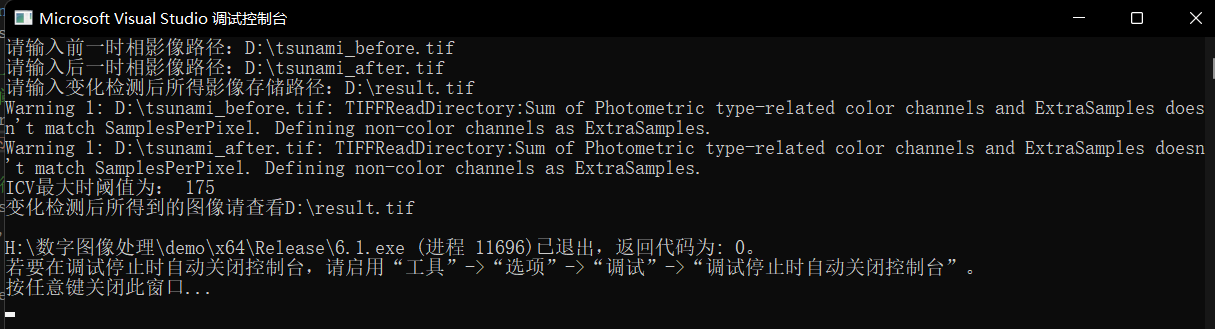 Microsoft Visual Studio 调试控制台
请输入前一时相影像路径：D:\tsunami_before.tif
请输入后一时相影像路径：D:\tsunami_after.tif
请输入变化检测后所得影像存储路径：D:\result.tif
Warning 1: D:\tsunami_before.tif: TIFFReadDirectory:Sum of Photometric type-related color channels and ExtraSamples does
n't match SamplesPerPixel. Defining non-color channels as ExtraSamples.
Warning 1: D:\tsunami_after.tif: TIFFReadDirectory:Sum of Photometric type-related color channels and ExtraSamples doesn
't match SamplesPerPixel. Defining non-color channels as ExtraSamples.
ICV最大时阈值为： 175
变化检测后所得到的图像请查看D:\result.tif
H:\数字图像处理\demo\x64\Release\6.1.exe (进程 11696)已退出，返回代码为: 0。
若要在调试停止时自动关闭控制台，请启用“工具”->“选项”->“调试”->“调试停止时自动关闭控制台”。
按任意键关闭此窗口...